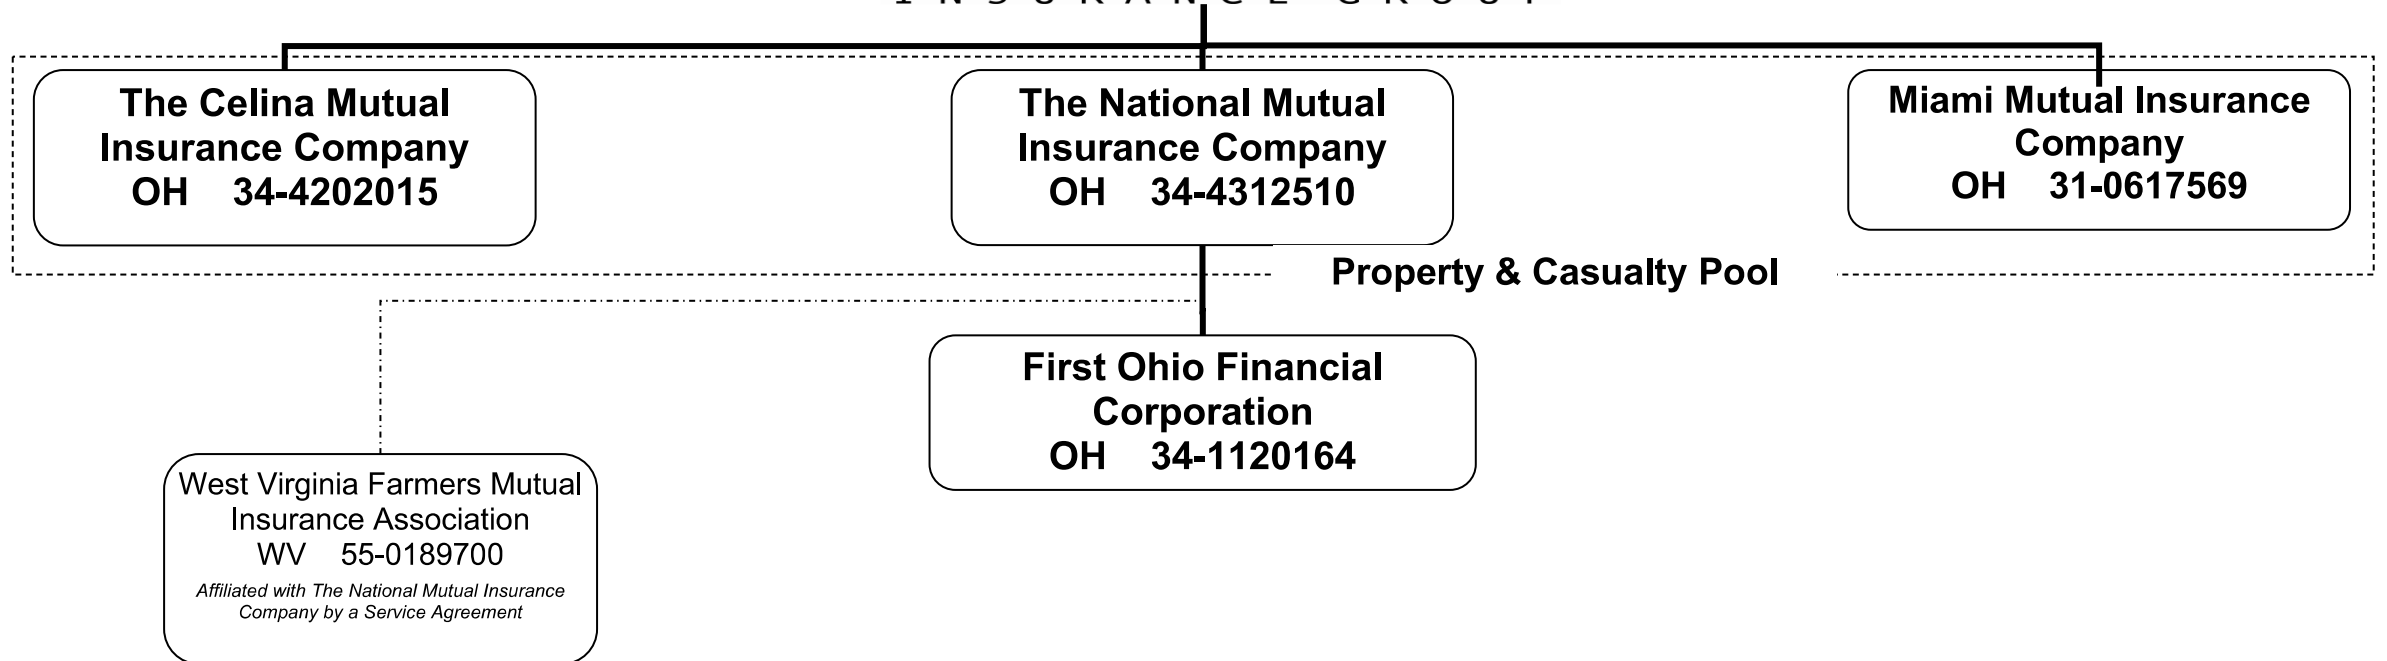 INSURANCE GROUP
The Celina Mutual
Insurance Company
OH 34-4202015
The National Mutual
Insurance Company
OH 34-4312510
Miami Mutual Insurance
Company
OH 31-0617569
Property & Casualty Pool
First Ohio Financial
Corporation
OH 34-1120164
West Virginia Farmers Mutual
Insurance Association
WV 55-0189700
Affiliated with The National Mutual Insurance
Company by a Service Agreement